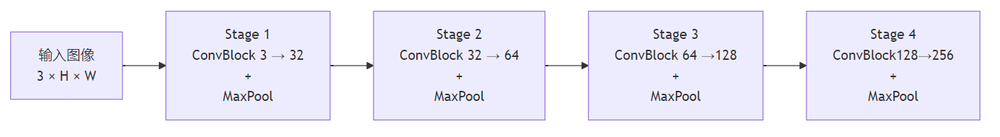 输入图像
3 × H × W
Stage 1
ConvBlock 3 → 32
+
MaxPool
Stage 2
ConvBlock 32 → 64
+
MaxPool
Stage 3
ConvBlock 64 →128
+
MaxPool
Stage 4
ConvBlock128→256
+
MaxPool